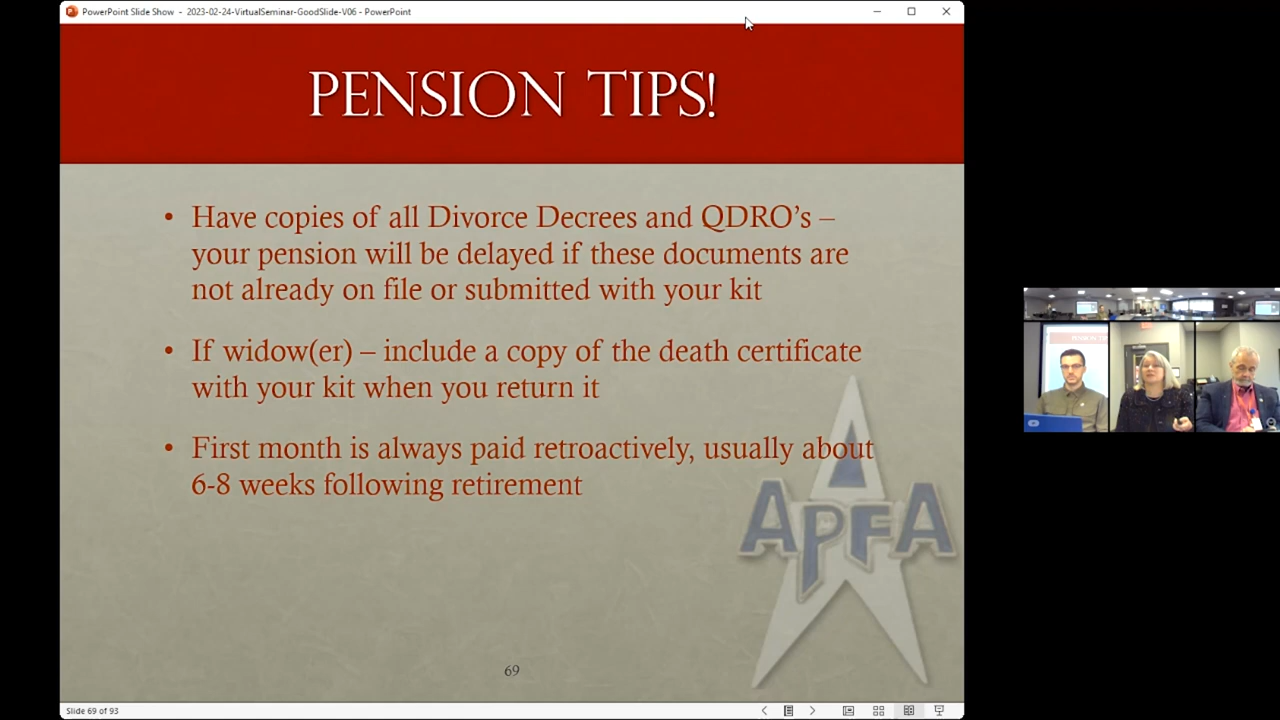 PowerPoint Slide Show - 2023-02-24-VirtualSeminar-GoodSlide-V06 - PowerPoint
PENSION TIPS!
• Have copies of all Divorce Decrees and QDRO’s –
your pension will be delayed if these documents are
not already on file or submitted with your kit
• If widow(er) – include a copy of the death certificate
with your kit when you return it
• First month is always paid retroactively, usually about
6-8 weeks following retirement
APFA
69
Slide 69 of 93